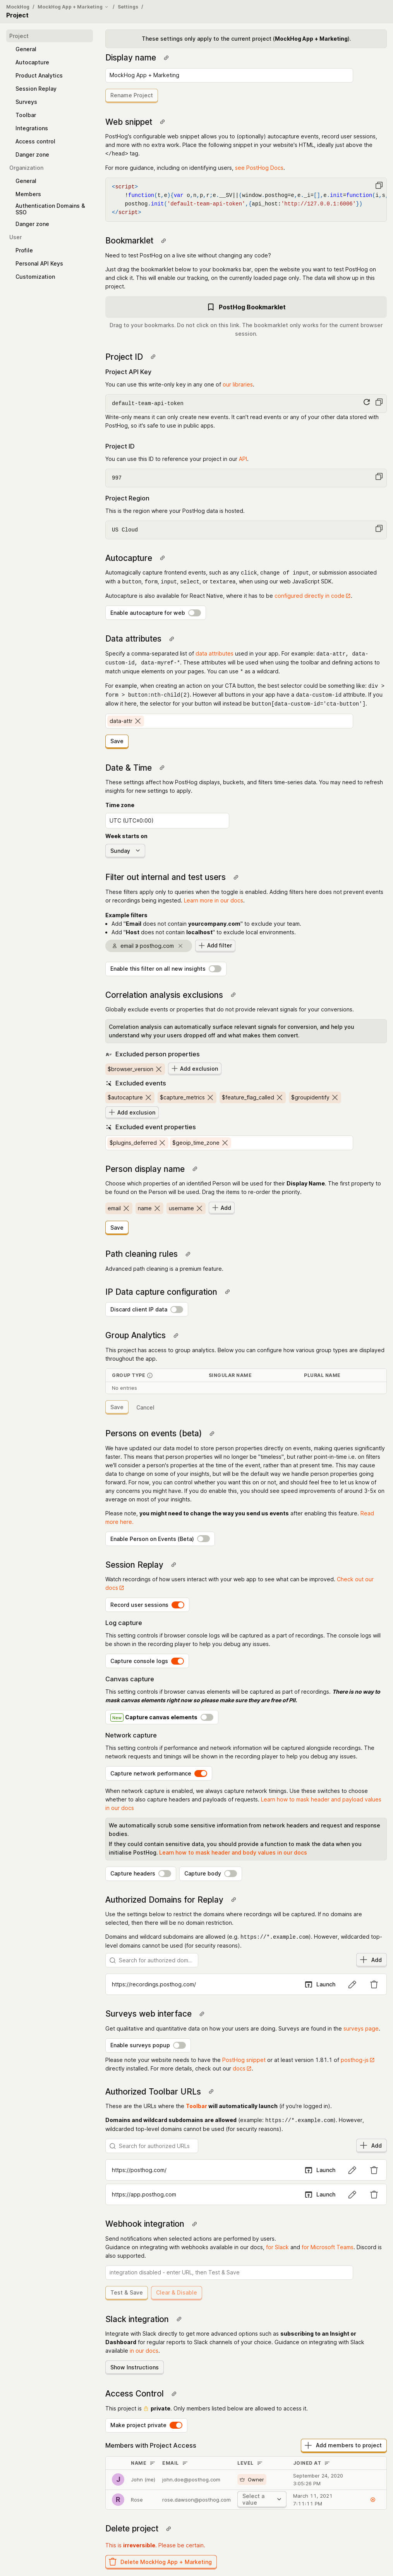 MockHog / MockHog App + Marketing / Settings /
Project
Project
General
Autocapture
Product Analytics
Session Replay
Surveys
Toolbar
Integrations
Access control
Danger zone
Organization
General
Members
Authentication Domains &
SSO
Danger zone
User
Profile
Personal API Keys
Customization
These settings only apply to the current project (MockHog App + Marketing).
Display name
MockHog App + Marketing
Rename Project
Web snippet
PostHog's configurable web snippet allows you to (optionally) autocapture events, record user sessions,
and more with no extra work. Place the following snippet in your website's HTML, ideally just above the
</head> tag.
For more guidance, including on identifying users, see PostHog Docs.
<script>
!function(t,e){var o,n,p,r;e.__SV||(window.posthog=e,e._i=[],e.init=function(i,s
posthog.init('default-team-api-token',{api_host:'http://127.0.0.1:6006'})
</script>
Bookmarklet
Need to test PostHog on a live site without changing any code?
Just drag the bookmarklet below to your bookmarks bar, open the website you want to test PostHog on
and click it. This will enable our tracking, on the currently loaded page only. The data will show up in this
project.
PostHog Bookmarklet
Drag to your bookmarks. Do not click on this link. The bookmarklet only works for the current browser
session.
Project ID
Project API Key
You can use this write-only key in any one of our libraries.
default-team-api-token
Write-only means it can only create new events. It can't read events or any of your other data stored with
PostHog, so it's safe to use in public apps.
Project ID
You can use this ID to reference your project in our API.
997
Project Region
This is the region where your PostHog data is hosted.
US Cloud
Autocapture
Automagically capture frontend events, such as any click, change of input, or submission associated
with a button, form, input, select, or textarea, when using our web JavaScript SDK.
Autocapture is also available for React Native, where it has to be configured directly in code.
Enable autocapture for web
Data attributes
Specify a comma-separated list of data attributes used in your app. For example: data-attr, data-
custom-id, data-myref-*. These attributes will be used when using the toolbar and defining actions to
match unique elements on your pages. You can use * as a wildcard.
For example, when creating an action on your CTA button, the best selector could be something like: div >
form > button:nth-child(2). However all buttons in your app have a data-custom-id attribute. If you
allow it here, the selector for your button will instead be button[data-custom-id='cta-button'].
data-attr
Save
Date & Time
These settings affect how PostHog displays, buckets, and filters time-series data. You may need to refresh
insights for new settings to apply.
Time zone
UTC (UTC±0:00)
Week starts on
Sunday
Filter out internal and test users
These filters apply only to queries when the toggle is enabled. Adding filters here does not prevent events
or recordings being ingested. Learn more in our docs.
Example filters
• Add "Email does not contain yourcompany.com" to exclude your team.
• Add "Host does not contain localhost" to exclude local environments.
email ∌ posthog.com
Add filter
Enable this filter on all new insights
Correlation analysis exclusions
Globally exclude events or properties that do not provide relevant signals for your conversions.
Correlation analysis can automatically surface relevant signals for conversion, and help you
understand why your users dropped off and what makes them convert.
Excluded person properties
$browser_version
Add exclusion
Excluded events
$autocapture
$capture_metrics
$feature_flag_called
$groupidentify
Add exclusion
Excluded event properties
$plugins_deferred
$geoip_time_zone
Person display name
Choose which properties of an identified Person will be used for their Display Name. The first property to
be found on the Person will be used. Drag the items to re-order the priority.
email
name
username
Add
Save
Path cleaning rules
Advanced path cleaning is a premium feature.
IP Data capture configuration
Discard client IP data
Group Analytics
This project has access to group analytics. Below you can configure how various group types are displayed
throughout the app.
GROUP TYPE SINGULAR NAME PLURAL NAME
No entries
Save Cancel
Persons on events (beta)
We have updated our data model to store person properties directly on events, making queries significantly
faster. This means that person properties will no longer be "timeless", but rather point-in-time i.e. on filters
we'll consider a person's properties at the time of the event, rather than at present time. This may cause
data to change on some of your insights, but will be the default way we handle person properties going
forward. For now, you can control whether you want this on or not, and should feel free to let us know of
any concerns you might have. If you do enable this, you should see speed improvements of around 3-5x on
average on most of your insights.
Please note, you might need to change the way you send us events after enabling this feature. Read
more here.
Enable Person on Events (Beta)
Session Replay
Watch recordings of how users interact with your web app to see what can be improved. Check out our
docs
Record user sessions
Log capture
This setting controls if browser console logs will be captured as a part of recordings. The console logs will
be shown in the recording player to help you debug any issues.
Capture console logs
Canvas capture
This setting controls if browser canvas elements will be captured as part of recordings. There is no way to
mask canvas elements right now so please make sure they are free of PII.
New Capture canvas elements
Network capture
This setting controls if performance and network information will be captured alongside recordings. The
network requests and timings will be shown in the recording player to help you debug issues.
Capture network performance
When network capture is enabled, we always capture network timings. Use these switches to choose
whether to also capture headers and payloads of requests. Learn how to mask header and payload values
in our docs
We automatically scrub some sensitive information from network headers and request and response
bodies.
If they could contain sensitive data, you should provide a function to mask the data when you
initialise PostHog. Learn how to mask header and body values in our docs
Capture headers
Capture body
Authorized Domains for Replay
Use the settings below to restrict the domains where recordings will be captured. If no domains are
selected, then there will be no domain restriction.
Domains and wildcard subdomains are allowed (e.g. https://*.example.com). However, wildcarded top-
level domains cannot be used (for security reasons).
Search for authorized dom...
Add
https://recordings.posthog.com/
Launch
Surveys web interface
Get qualitative and quantitative data on how your users are doing. Surveys are found in the surveys page.
Enable surveys popup
Please note your website needs to have the PostHog snippet or at least version 1.81.1 of posthog-js
directly installed. For more details, check out our docs.
Authorized Toolbar URLs
These are the URLs where the Toolbar will automatically launch (if you're logged in).
Domains and wildcard subdomains are allowed (example: https://*.example.com). However,
wildcarded top-level domains cannot be used (for security reasons).
Search for authorized URLs
Add
https://posthog.com/
Launch
https://app.posthog.com
Launch
Webhook integration
Send notifications when selected actions are performed by users.
Guidance on integrating with webhooks available in our docs, for Slack and for Microsoft Teams. Discord is
also supported.
integration disabled - enter URL, then Test & Save
Test & Save
Clear & Disable
Slack integration
Integrate with Slack directly to get more advanced options such as subscribing to an Insight or
Dashboard for regular reports to Slack channels of your choice. Guidance on integrating with Slack
available in our docs.
Show Instructions
Access Control
This project is private. Only members listed below are allowed to access it.
Make project private
Members with Project Access
Add members to project
NAME EMAIL LEVEL JOINED AT
J John (me) john.doe@posthog.com Owner September 24, 2020
3:05:26 PM
R Rose rose.dawson@posthog.com Select a
value
March 11, 2021
7:11:11 PM
Delete project
This is irreversible. Please be certain.
Delete MockHog App + Marketing